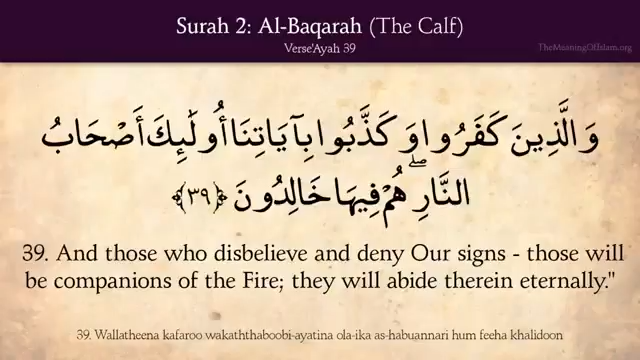 Surah 2: Al-Baqarah (The Calf)
Verse'Ayah 39
TheMeaningOfIslam.org
وَالَّذِينَ كَفَرُوا وَكَذَّبُوا بِآيَاتِنَا أُولَٰئِكَ أَصْحَابُ
النَّارِ ۖ هُمْ فِيهَا خَالِدُونَ ﴿٣٩﴾
39. And those who disbelieve and deny Our signs - those will
be companions of the Fire; they will abide therein eternally."
39. Wallatheena kafaroo wakaththaboobi-ayatina ola-ika as-habuannari hum feeha khalidoon